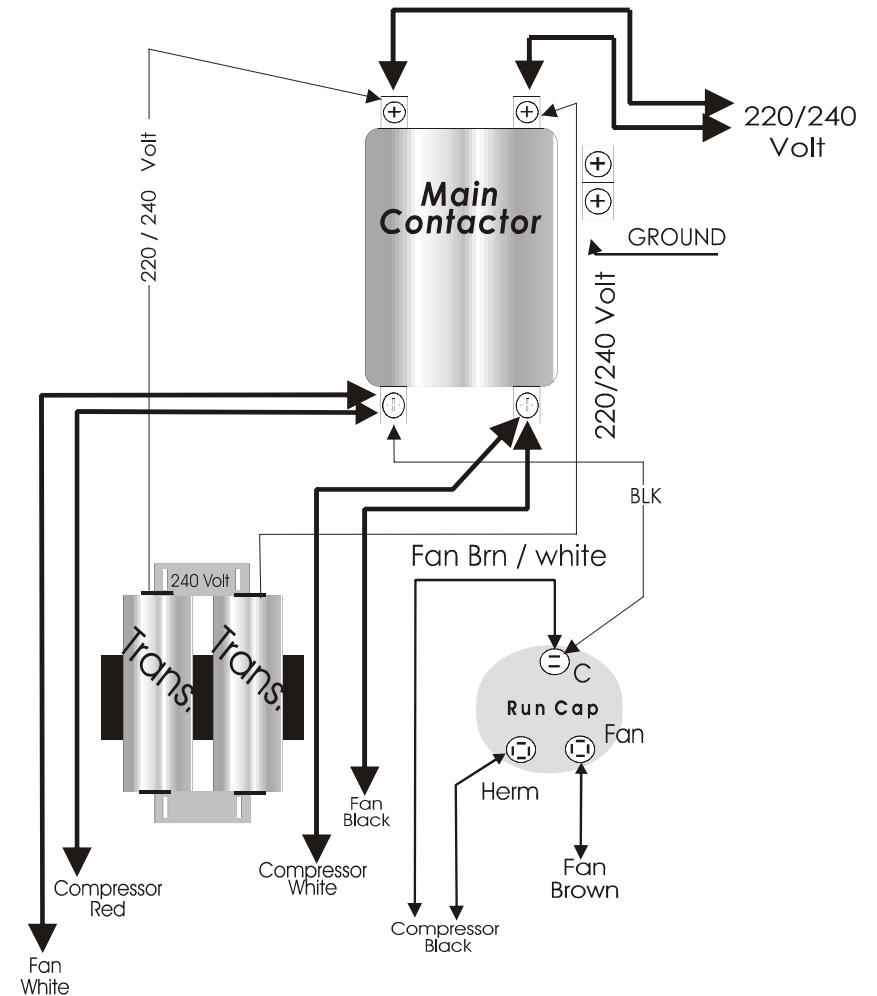 220/240
Volt
220 / 240 Volt
Main
Contactor
GROUND
220/240 Volt
BLK
Fan Brn / white
240 Volt
Trans.
Trans.
C
Run Cap
Fan
Herm
Fan
Black
Compressor
White
Fan
Brown
Compressor
Red
Compressor
Black
Fan
White